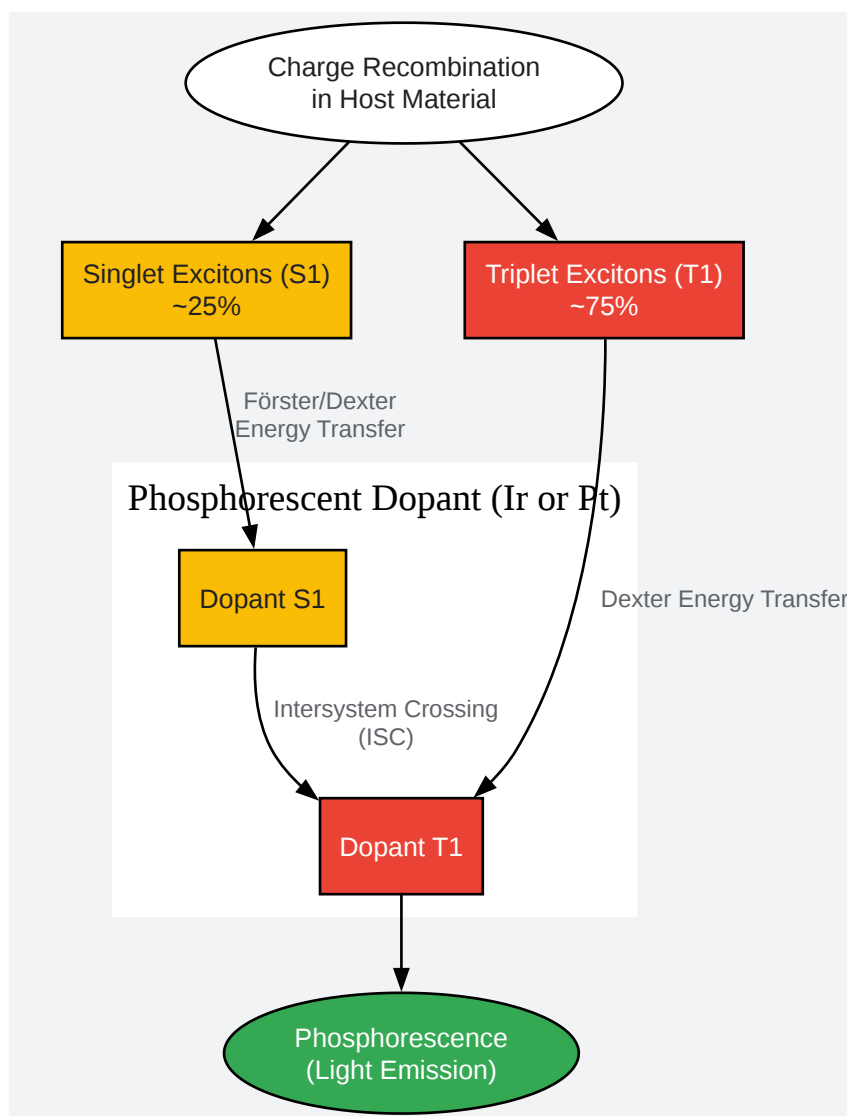 Charge Recombination
in Host Material
Singlet Excitons (S1)
~25%
Triplet Excitons (T1)
~75%
Förster/Dexter
Energy Transfer
Phosphorescent Dopant (Ir or Pt)
Dopant S1
Dexter Energy Transfer
Intersystem Crossing
(ISC)
Dopant T1
Phosphorescence
(Light Emission)